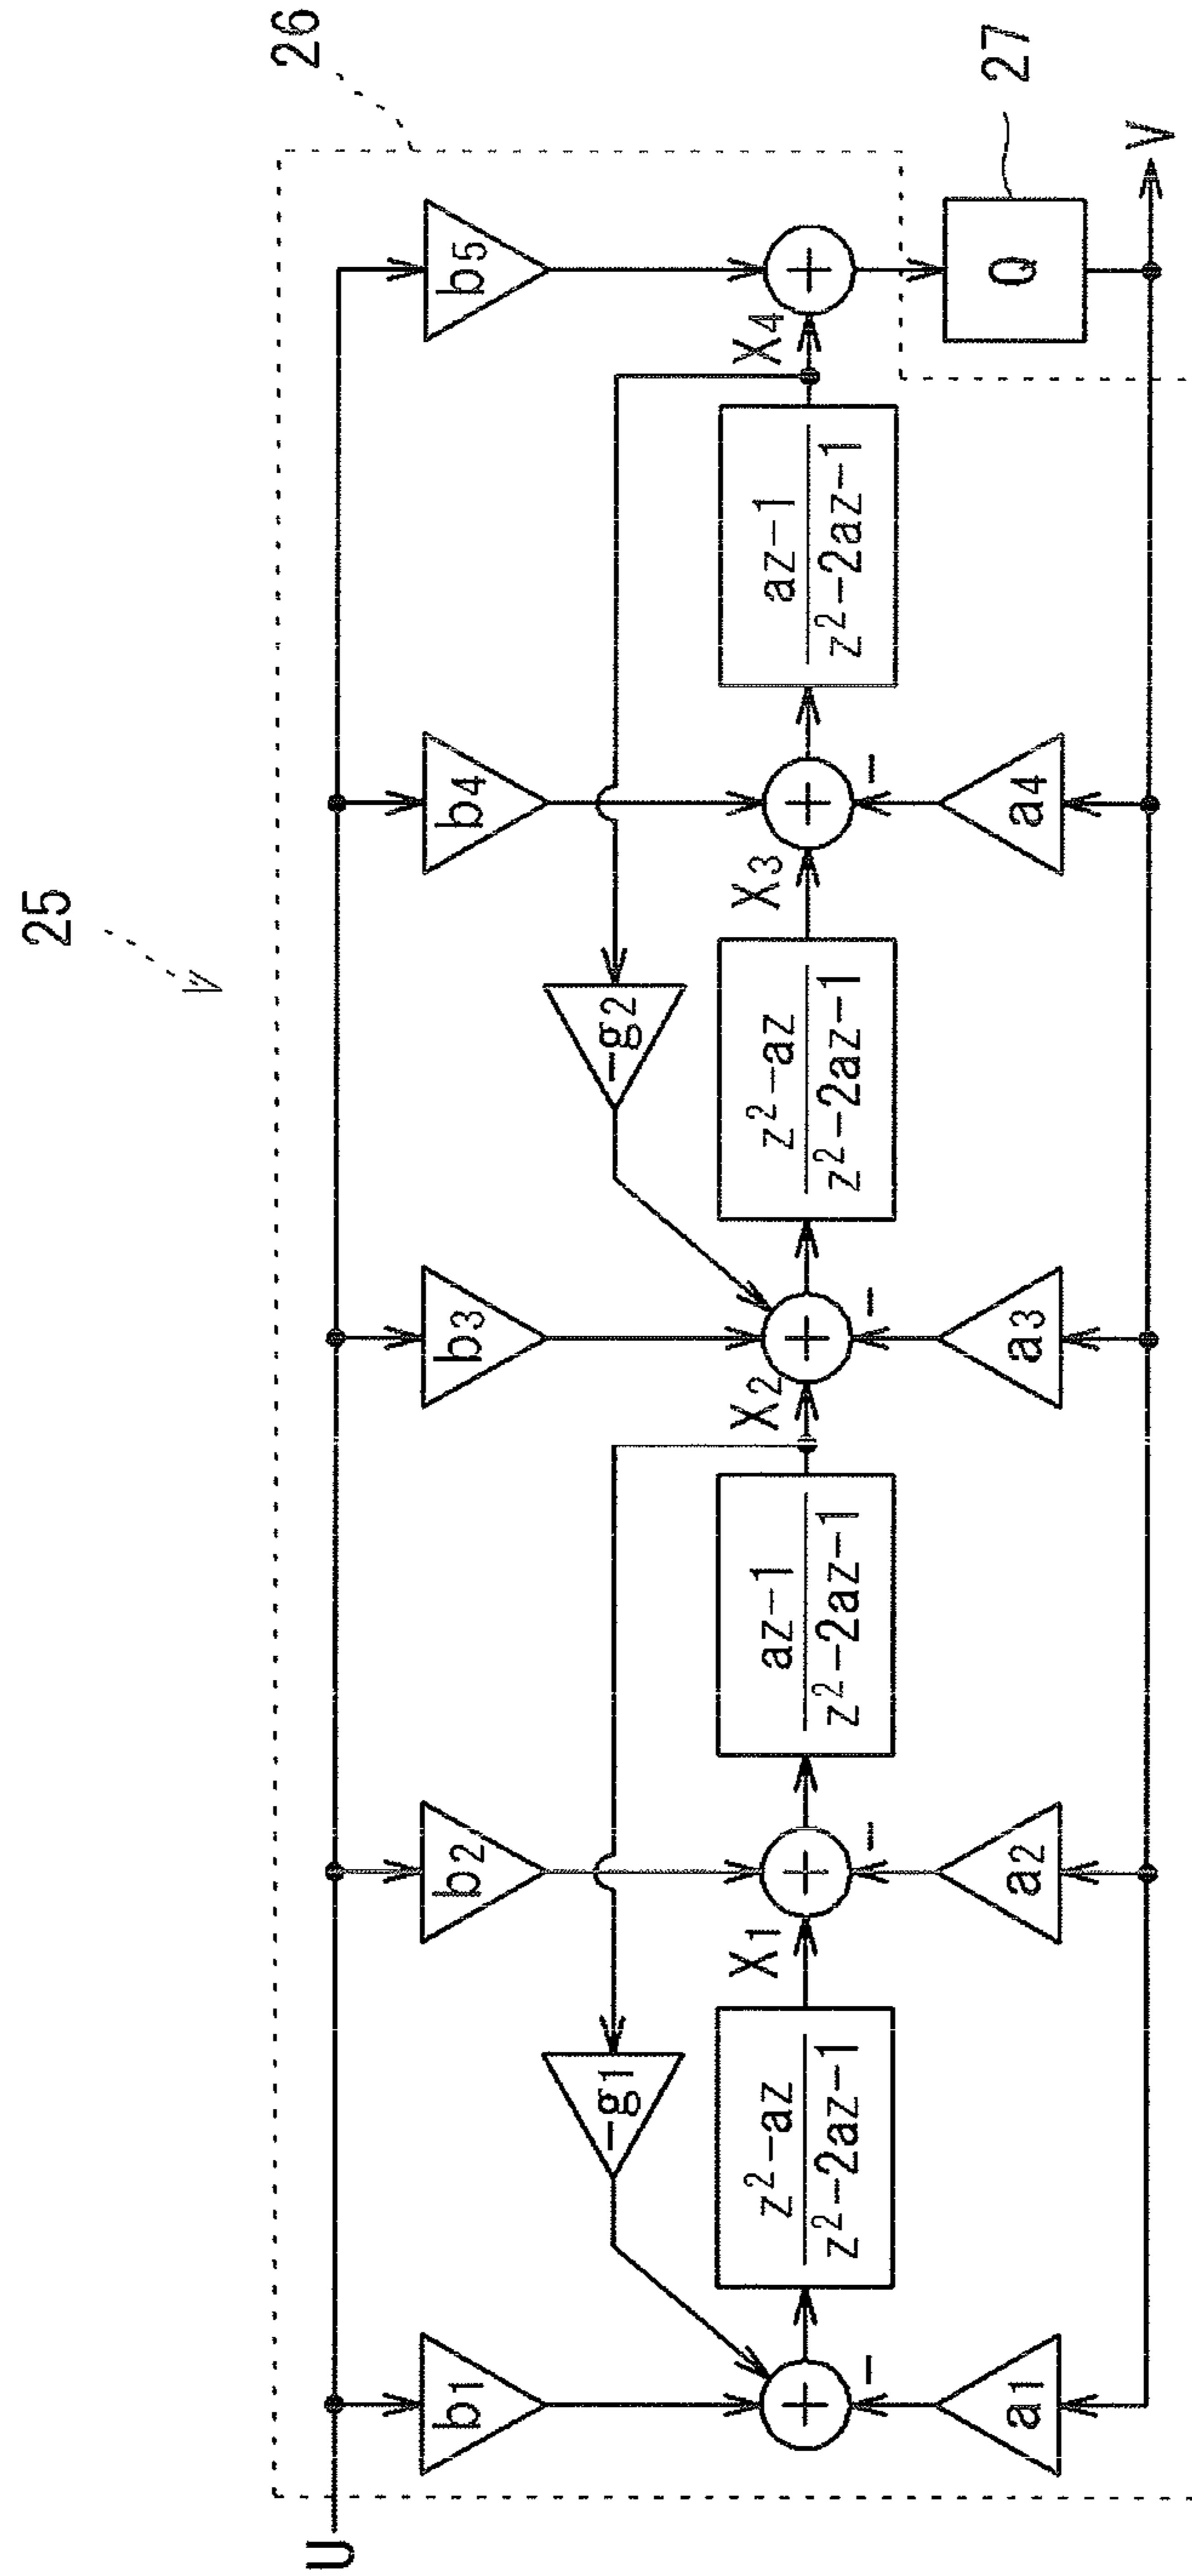 25
26
U
b1
b2
b3
b4
b5
-g1
-g2
z2-az
z2-2az-1
X1
az-1
z2-2az-1
X2
z2-az
z2-2az-1
X3
az-1
z2-2az-1
X4
+
+
+
+
+
-
-
-
-
a1
a2
a3
a4
Q
27
V